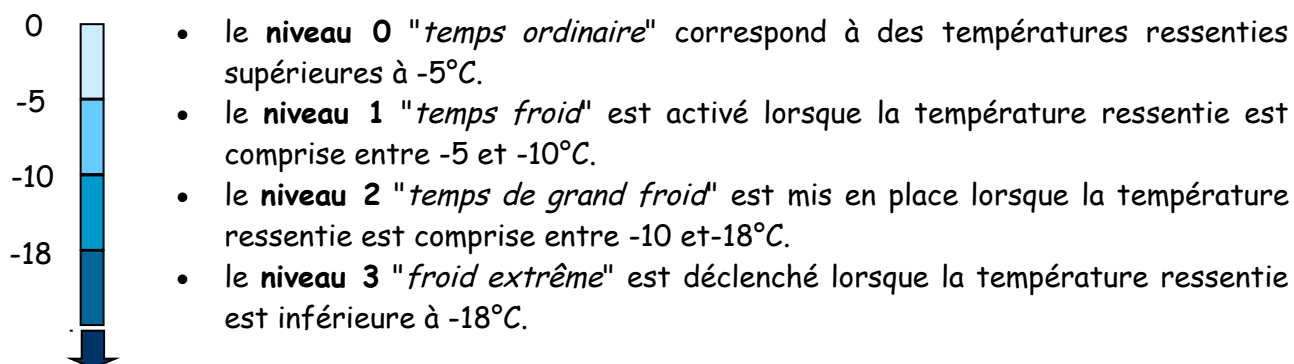 0
-5
-10
-18
• le niveau 0 "temps ordinaire" correspond à des températures ressenties
supérieures à -5°C.
• le niveau 1 "temps froid" est activé lorsque la température ressentie est
comprise entre -5 et -10°C.
• le niveau 2 "temps de grand froid" est mis en place lorsque la température
ressentie est comprise entre -10 et-18°C.
• le niveau 3 "froid extrême" est déclenché lorsque la température ressentie
est inférieure à -18°C.